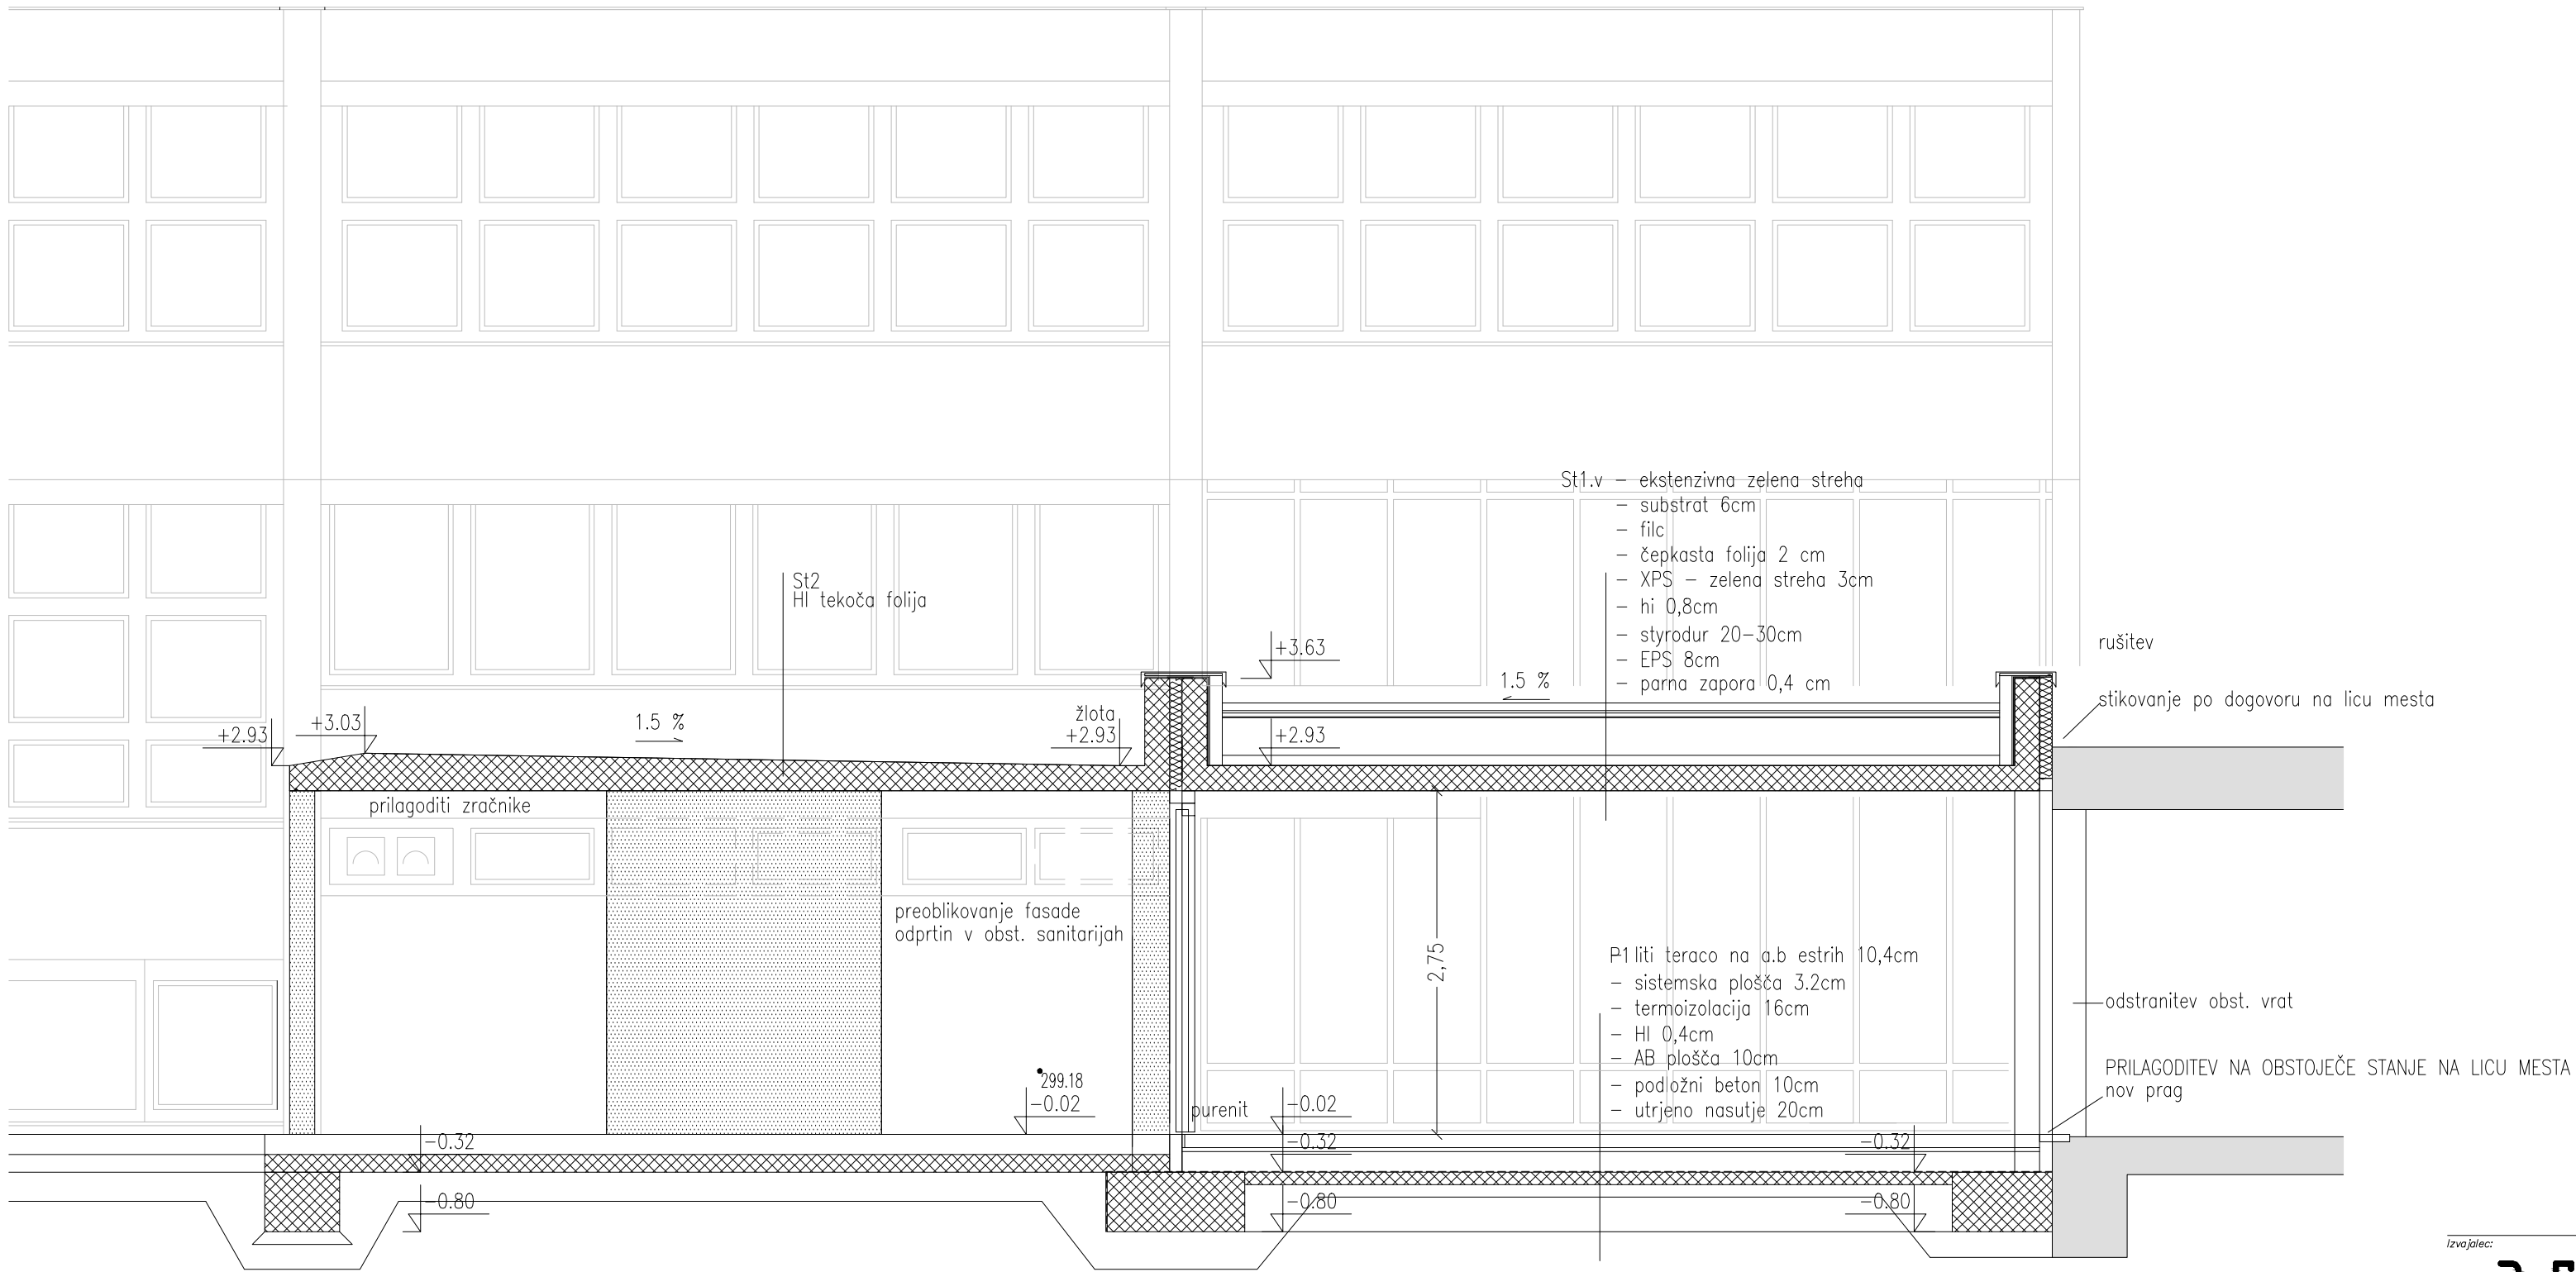 St1.v – ekstenzivna zelena streha
– substrat 6cm
– filc
– čepkasta folija 2 cm
– XPS – zelena streha 3cm
– hi 0,8cm
– styrodur 20–30cm
– EPS 8cm
– parna zapora 0,4 cm
St2
HI tekoča folija
rušitev
+3.63
1.5 %
stikovanje po dogovoru na licu mesta
+2.93
+3.03
1.5 %
žlota
+2.93
+2.93
prilagoditi zračnike
preoblikovanje fasade
odprtin v obst. sanitarijah
2,75
P1 liti teraco na a.b estrih 10,4cm
– sistemska plošča 3.2cm
– termoizolacija 16cm
– HI 0,4cm
– AB plošča 10cm
– podložni beton 10cm
– utrjeno nasutje 20cm
odstranitev obst. vrat
PRILAGODITEV NA OBSTOJEČE STANJE NA LICU MESTA
nov prag
299.18
-0.02
purenit
-0.02
-0.32
-0.32
-0.32
-0.80
-0.80
-0.80
Izvajalec: